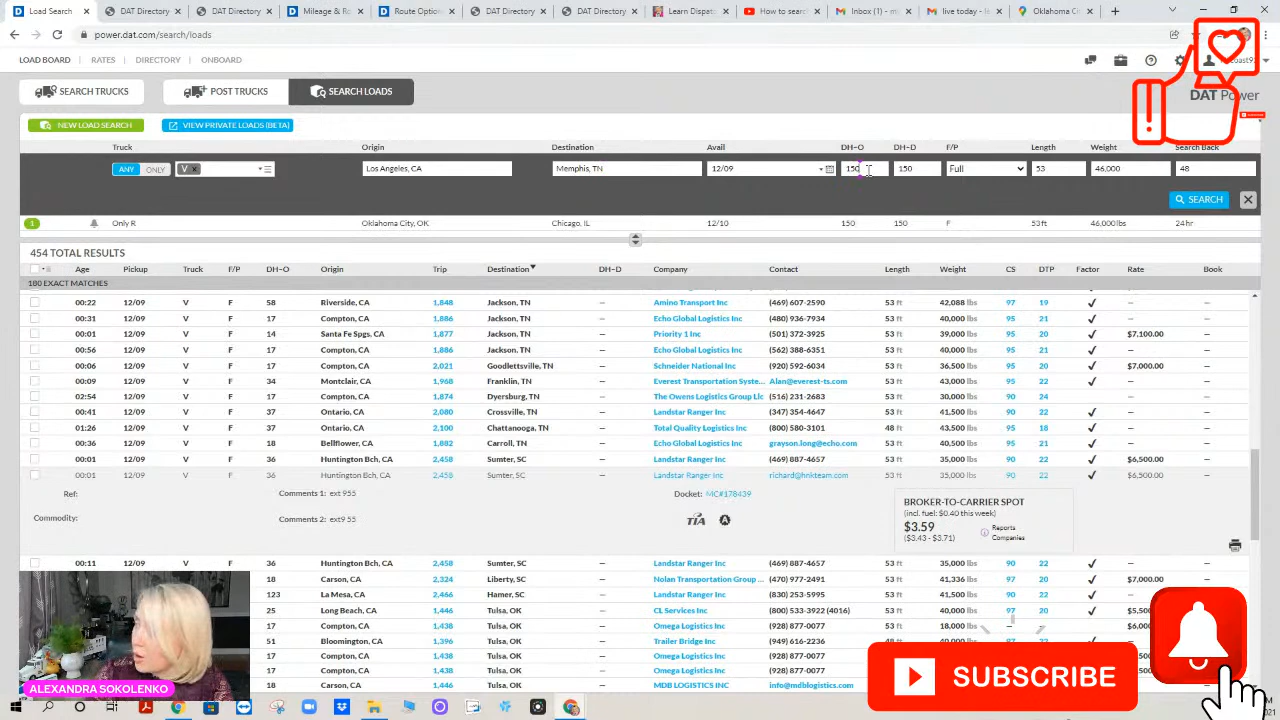 Load Search
DAT Directory
DAT Directory
Mileage & Ro
Route Option
DAT Directory
DAT Directory
Learn Dispatc
How to searc
Inbox (1) - m
live today - le
Oklahoma Ci
power.dat.com/search/loads
LOAD BOARD RATES DIRECTORY ONBOARD
SEARCH TRUCKS POST TRUCKS SEARCH LOADS
DAT Power
NEW LOAD SEARCH VIEW PRIVATE LOADS (BETA)
Truck Origin Destination Avail DH–O DH–D F/P Length Weight Search Back
ANY ONLY V Los Angeles, CA Memphis, TN 12/09 150 150 Full 53 46,000 48
SEARCH
1 Only R Oklahoma City, OK Chicago, IL 12/10 150 150 F 53 ft 46,000 lbs 24 hr
454 TOTAL RESULTS
Age Pickup Truck F/P DH–O Origin Trip Destination DH–D Company Contact Length Weight CS DTP Factor Rate Book
180 EXACT MATCHES
00:22 12/09 V F 58 Riverside, CA 1,848 Jackson, TN – Amino Transport Inc (469) 607-2590 53 ft 42,088 lbs 97 19 ✓ – –
00:31 12/09 V F 17 Compton, CA 1,886 Jackson, TN – Echo Global Logistics Inc (480) 936-7934 53 ft 40,000 lbs 95 21 ✓ – –
00:01 12/09 V F 14 Santa Fe Spgs, CA 1,877 Jackson, TN – Priority 1 Inc (501) 372-3925 53 ft 39,000 lbs 95 20 ✓ $7,100.00 –
00:56 12/09 V F 17 Compton, CA 1,886 Jackson, TN – Echo Global Logistics Inc (562) 388-6351 53 ft 40,000 lbs 95 21 ✓ – –
00:06 12/09 V F 17 Compton, CA 2,021 Goodlettsville, TN – Schneider National Inc (920) 592-6034 53 ft 36,500 lbs 95 20 ✓ $7,000.00 –
00:09 12/09 V F 34 Montclair, CA 1,968 Franklin, TN – Everest Transportation Syste... Alan@everest-ts.com 53 ft 43,000 lbs 95 22 ✓ – –
02:54 12/09 V F 17 Compton, CA 1,874 Dyersburg, TN – The Owens Logistics Group Llc (516) 231-2683 53 ft 30,000 lbs 90 24 ✓ – –
00:41 12/09 V F 37 Ontario, CA 2,080 Crossville, TN – Landstar Ranger Inc (347) 354-4647 53 ft 41,500 lbs 90 22 ✓ – –
01:26 12/09 V F 37 Ontario, CA 2,100 Chattanooga, TN – Total Quality Logistics Inc (800) 580-3101 48 ft 43,500 lbs 95 18 ✓ – –
00:36 12/09 V F 18 Bellflower, CA 1,882 Carroll, TN – Echo Global Logistics Inc grayson.long@echo.com 53 ft 40,500 lbs 95 21 ✓ – –
00:01 12/09 V F 36 Huntington Bch, CA 2,458 Sumter, SC – Landstar Ranger Inc (469) 887-4657 53 ft 35,000 lbs 90 22 ✓ $6,500.00 –
00:01 12/09 V F 36 Huntington Bch, CA 2,458 Sumter, SC – Landstar Ranger Inc richard@hnkteam.com 53 ft 35,000 lbs 90 22 ✓ $6,500.00 –
Ref: Comments 1: ext 955 Docket: MC#178439
Commodity: Comments 2: ext9 55 TIA
BROKER-TO-CARRIER SPOT
(incl. fuel: $0.40 this week)
$3.59
($3.43 - $3.71)
Reports
Companies
00:11 12/09 V F 36 Huntington Bch, CA 2,458 Sumter, SC – Landstar Ranger Inc (469) 887-4657 53 ft 35,000 lbs 90 22 ✓ – –
18 Carson, CA 2,324 Liberty, SC – Nolan Transportation Group ... (470) 977-2491 53 ft 41,336 lbs 97 20 ✓ $7,000.00 –
123 La Mesa, CA 2,466 Hamer, SC – Landstar Ranger Inc (830) 253-5995 53 ft 41,500 lbs 90 22 ✓
25 Long Beach, CA 1,446 Tulsa, OK – CL Services Inc (800) 533-3922 (4016) 53 ft 40,000 lbs 97 20 ✓ $5,5
17 Compton, CA 1,438 Tulsa, OK – Omega Logistics Inc (928) 877-0077 53 ft 18,000 lbs – $6,0
51 Bloomington, CA 1,396 Tulsa, OK – Trailer Bridge Inc (949) 616-2236
17 Compton, CA 1,438 Tulsa, OK – Omega Logistics Inc (928) 877-0077
17 Compton, CA 1,438 Tulsa, OK – Omega Logistics Inc (928) 877-0077
18 Carson, CA 1,446 Tulsa, OK – MDB LOGISTICS INC info@mdblogistics.com
ALEXANDRA SOKOLENKO
SUBSCRIBE